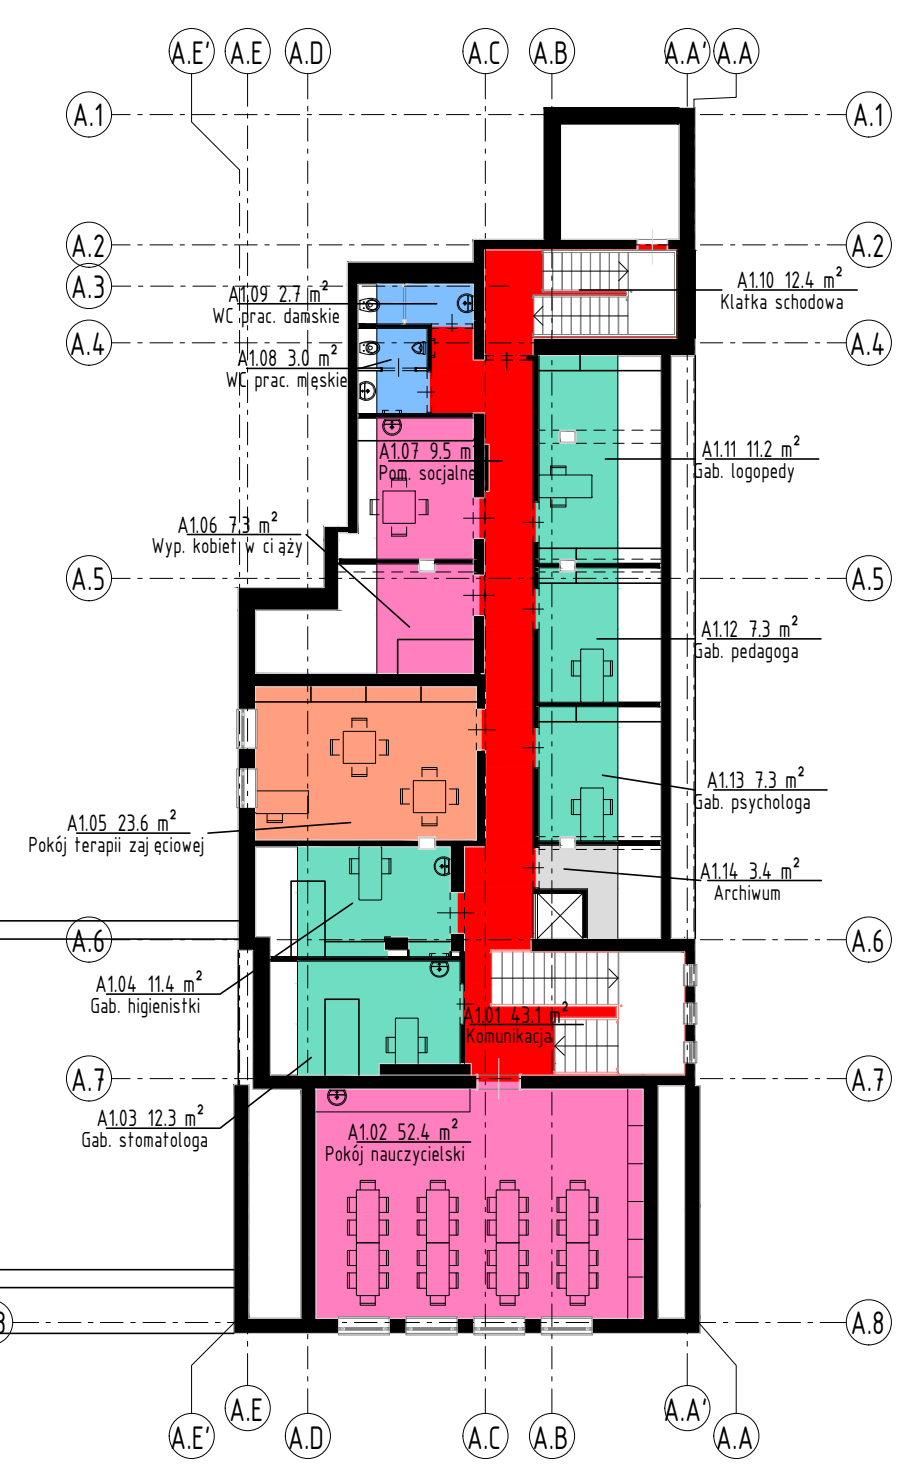 A.E' A.E A.D A.C A.B A.A' A.A
A.1 A.1
A.2 A.2
A.3
A1.10 12.4 m²
Klatka schodowa
A1.09 2.7 m²
WC prac. damskie
A.4 A.4
A1.08 3.0 m²
WC prac. męskie
A1.07 9.5 m²
Pom. socjalne
A1.11 11.2 m²
Gab. logopedy
A1.06 7.3 m²
Wyp. kobiet w ciąży
A.5 A.5
A1.12 7.3 m²
Gab. pedagoga
A1.13 7.3 m²
Gab. psychologa
A1.05 23.6 m²
Pokój terapii zajęciowej
A1.14 3.4 m²
Archiwum
A.6 A.6
A1.04 11.4 m²
Gab. higienistki
A1.01 43.1 m²
Komunikacja
A.7 A.7
A1.03 12.3 m²
Gab. stomatologa
A1.02 52.4 m²
Pokój nauczycielski
A.8
A.E' A.E A.D A.C A.B A.A' A.A